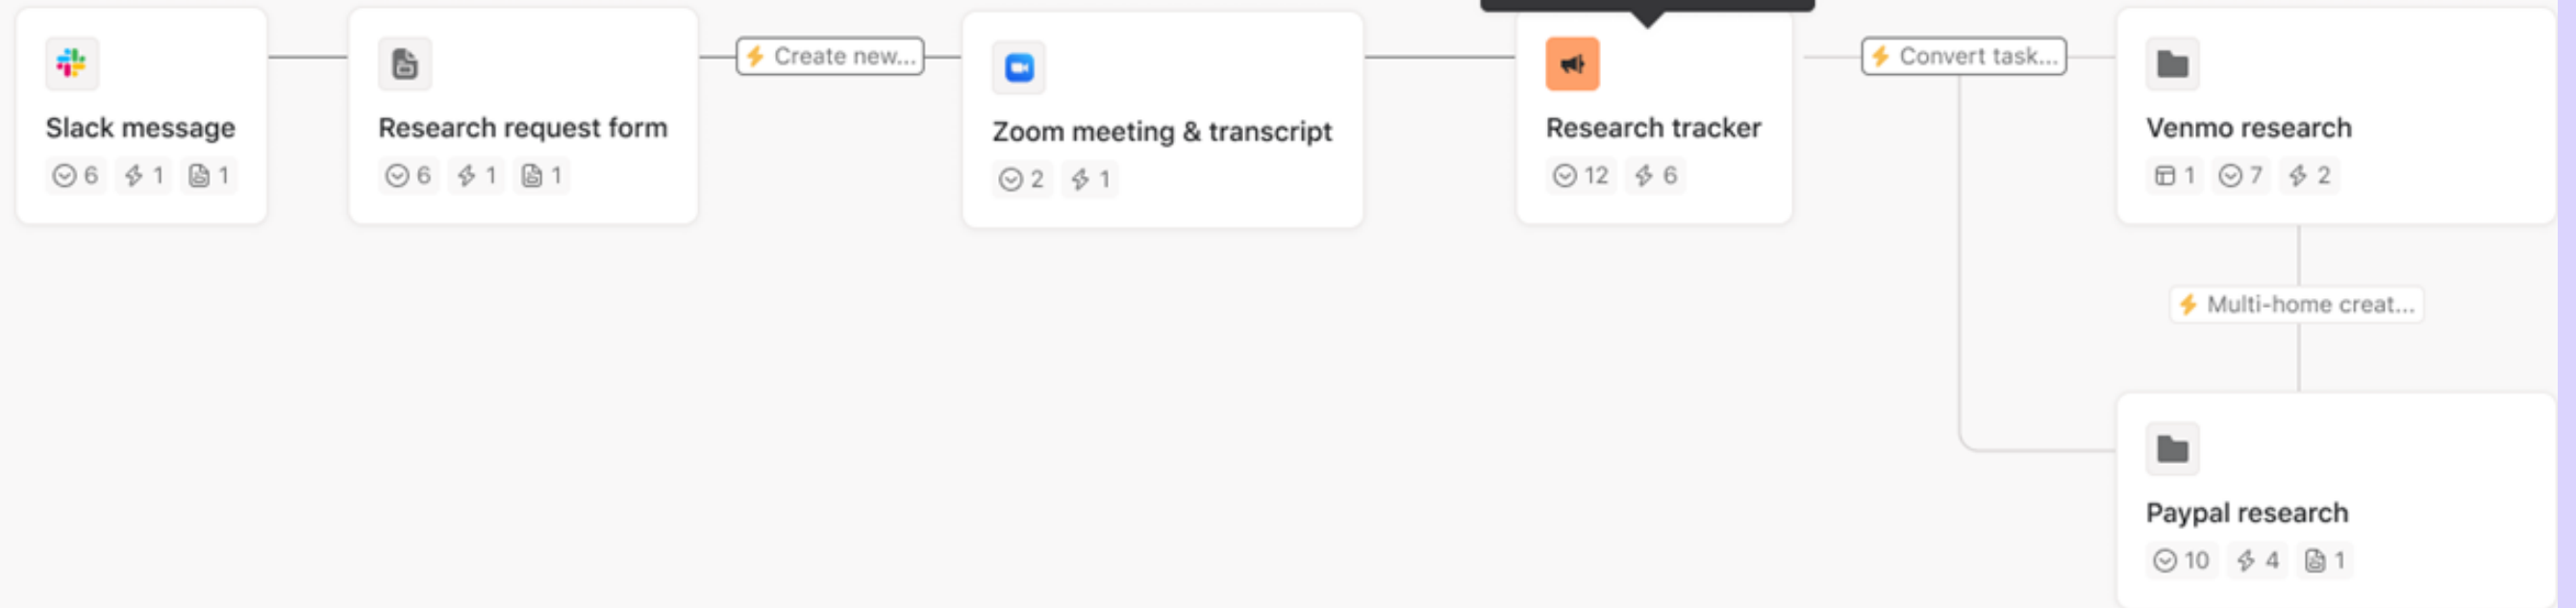 Slack message
6 1 1
Research request form
6 1 1
Create new...
Zoom meeting & transcript
2 1
Research tracker
12 6
Convert task...
Venmo research
1 7 2
Multi-home creat...
Paypal research
10 4 1